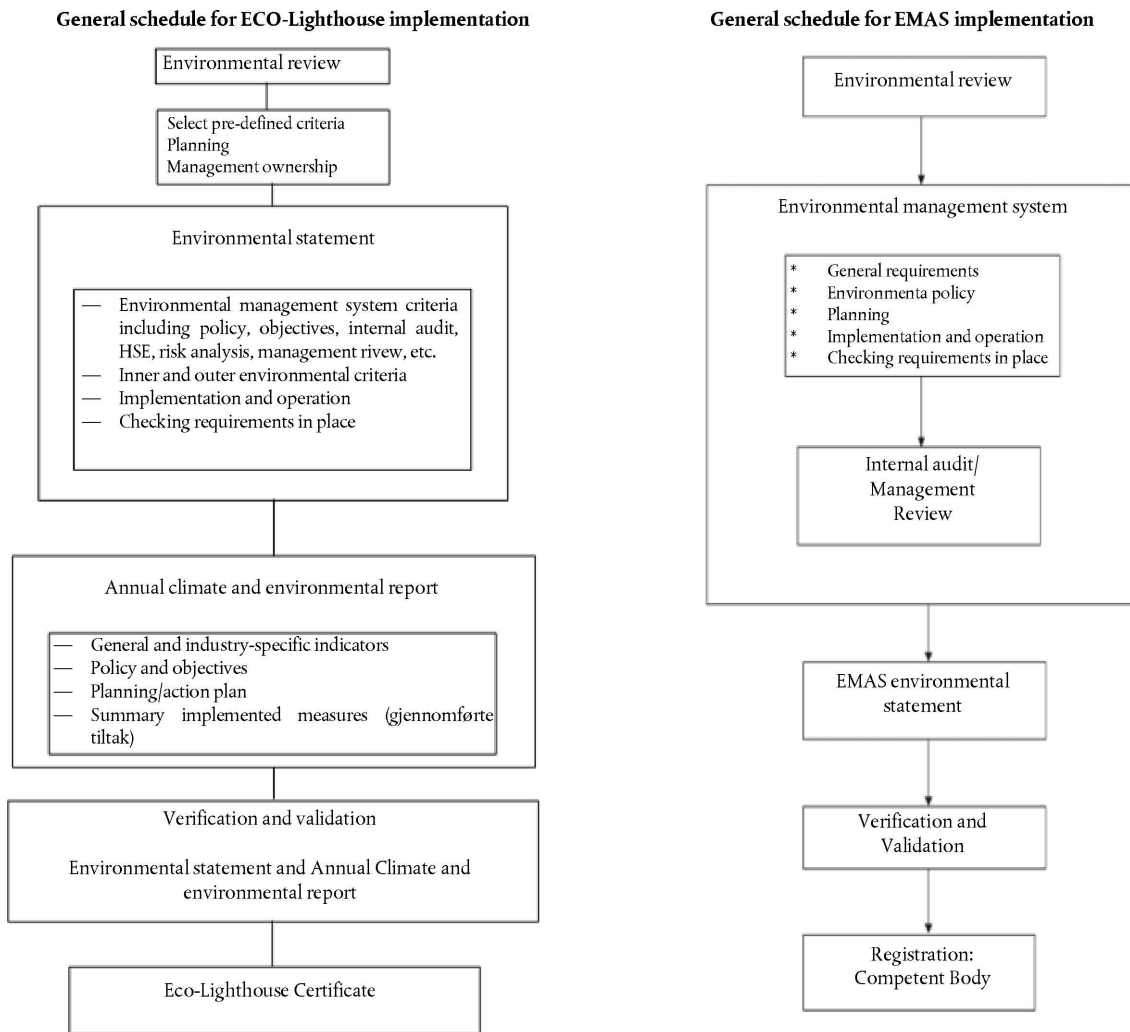 General schedule for ECO-Lighthouse implementation
Environmental review
Select pre-defined criteria
Planning
Management ownership
Environmental statement
— Environmental management system criteria
including policy, objectives, internal audit,
HSE, risk analysis, management rivew, etc.
— Inner and outer environmental criteria
— Implementation and operation
— Checking requirements in place
Annual climate and environmental report
— General and industry-specific indicators
— Policy and objectives
— Planning/action plan
— Summary implemented measures (gjennomførte
tiltak)
Verification and validation
Environmental statement and Annual Climate and
environmental report
Eco-Lighthouse Certificate
General schedule for EMAS implementation
Environmental review
Environmental management system
* General requirements
* Environmenta policy
* Planning
* Implementation and operation
* Checking requirements in place
Internal audit/
Management
Review
EMAS environmental
statement
Verification and
Validation
Registration:
Competent Body